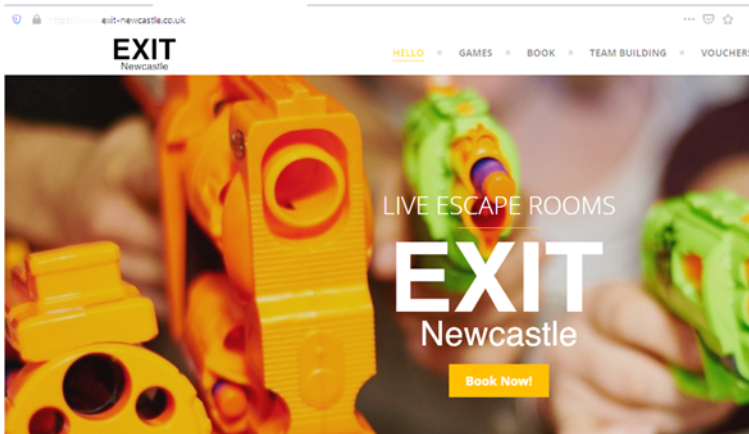 exit-newcastle.co.uk
EXIT
Newcastle
HELLO GAMES BOOK TEAM BUILDING VOUCHERS
LIVE ESCAPE ROOMS
EXIT
Newcastle
Book Now!